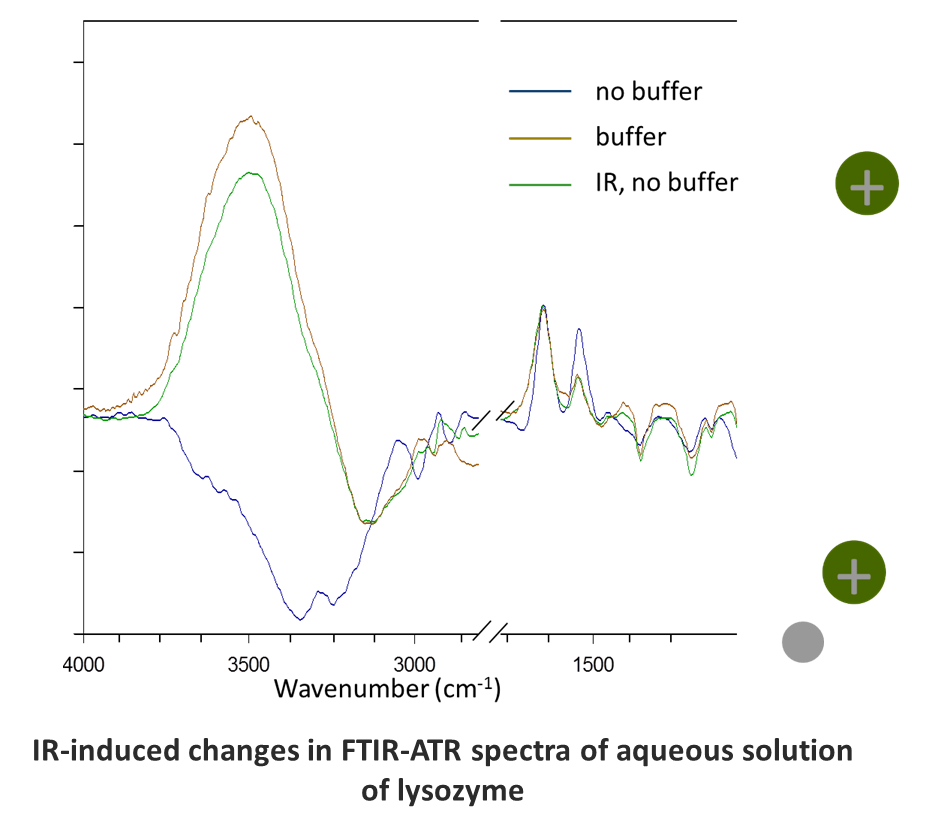 no buffer
buffer
IR, no buffer
4000 3500 3000 1500
Wavenumber (cm-1)
IR-induced changes in FTIR-ATR spectra of aqueous solution
of lysozyme